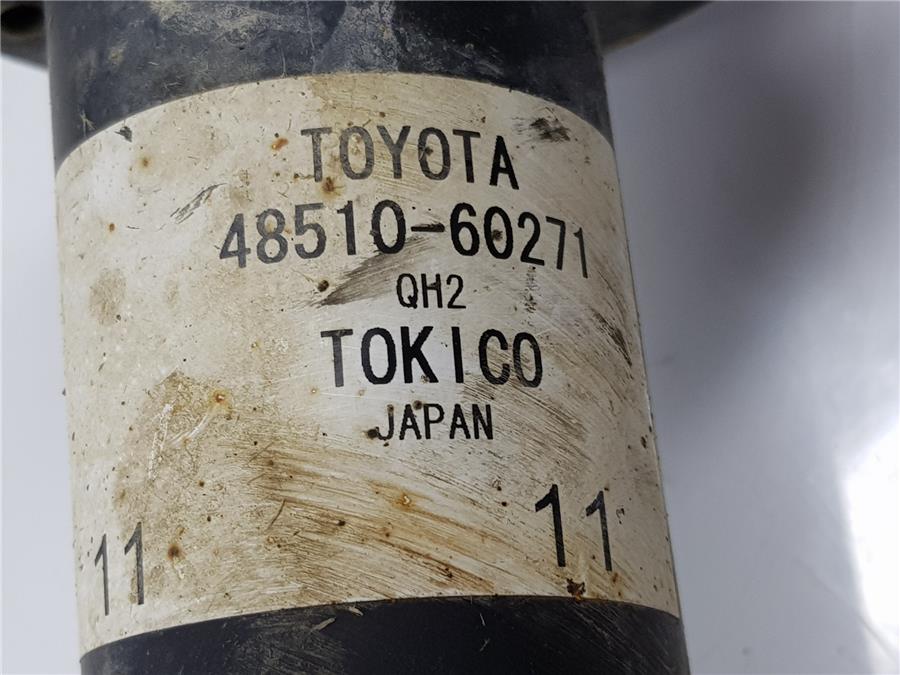 TOYOTA
48510-60271
QH2
TOKICO
JAPAN
11 11